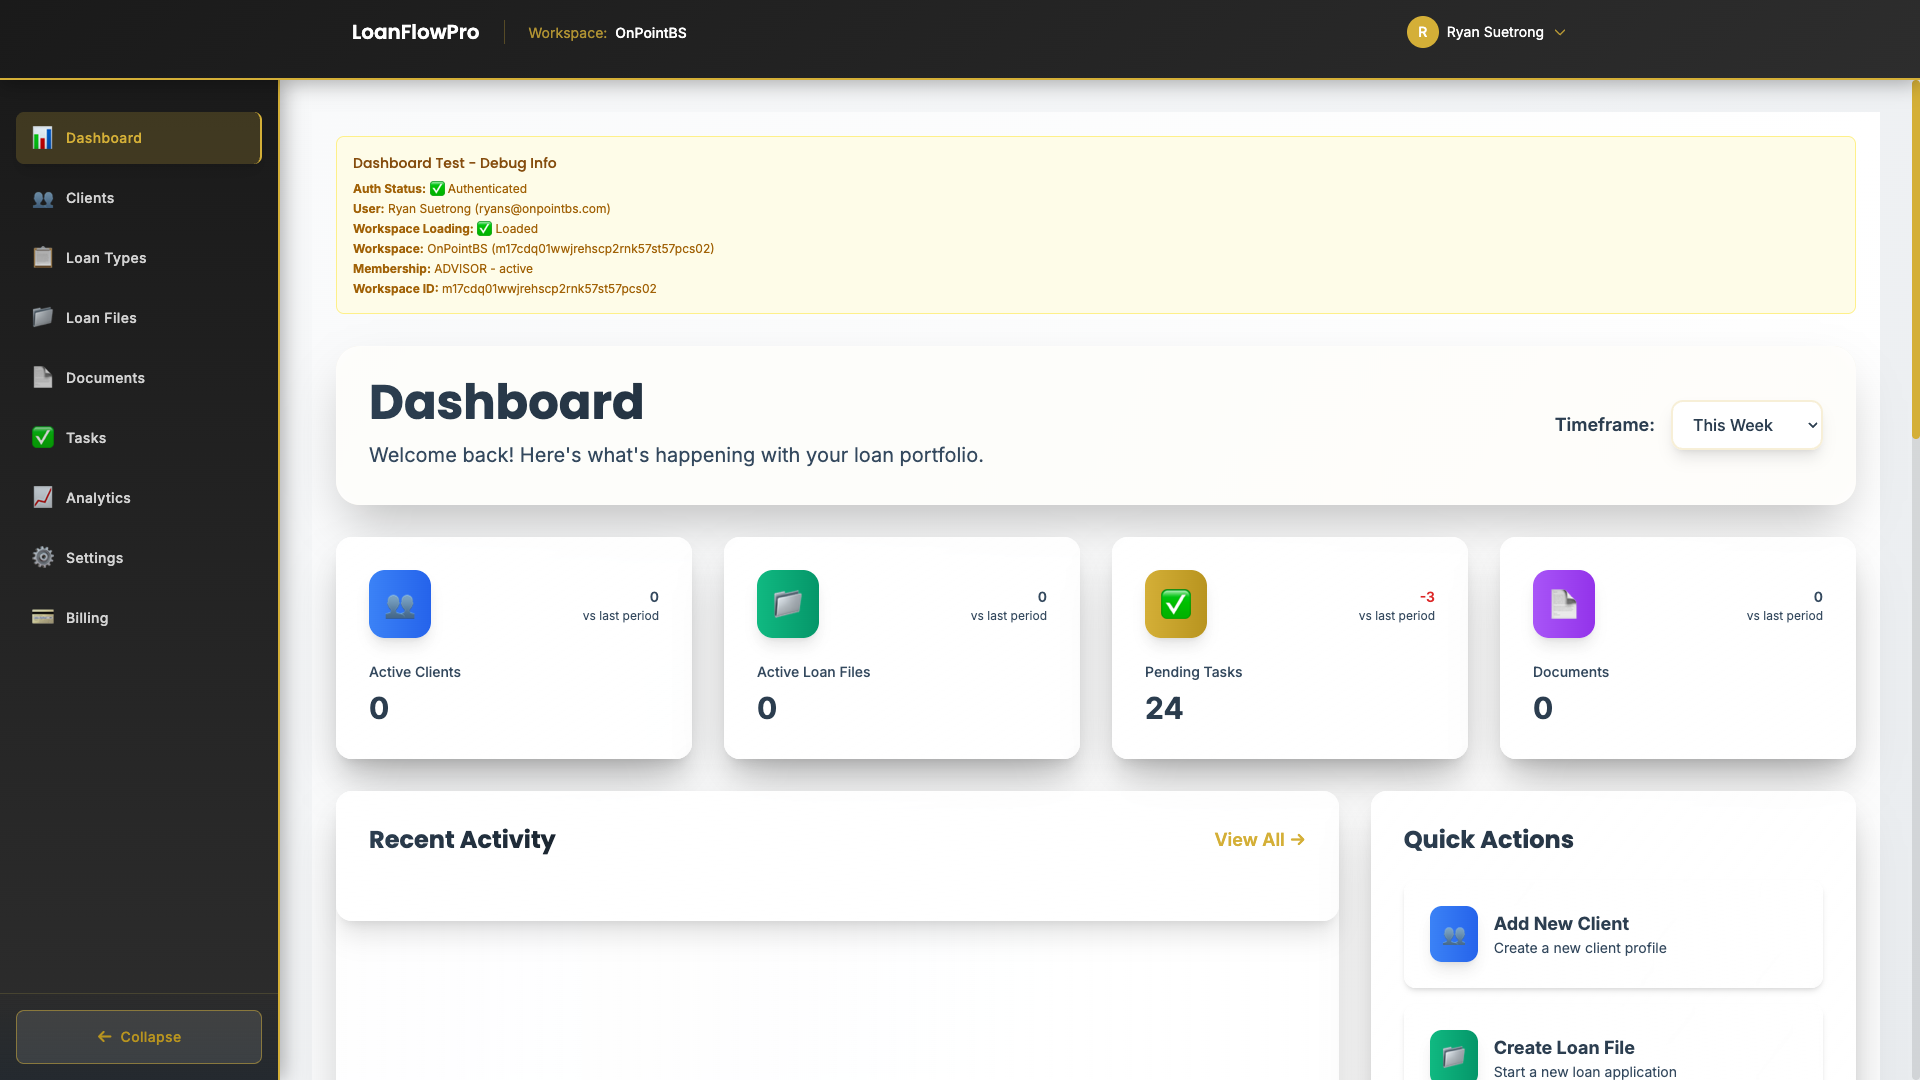 LoanFlowPro
Workspace: OnPointBS
R
Ryan Suetrong
Dashboard
Clients
Loan Types
Loan Files
Documents
Tasks
Analytics
Settings
Billing
← Collapse
Dashboard Test - Debug Info
Auth Status: ✅ Authenticated
User: Ryan Suetrong (ryans@onpointbs.com)
Workspace Loading: ✅ Loaded
Workspace: OnPointBS (m17cdq01wwjrehscp2rnk57st57pcs02)
Membership: ADVISOR - active
Workspace ID: m17cdq01wwjrehscp2rnk57st57pcs02
Dashboard
Welcome back! Here's what's happening with your loan portfolio.
Timeframe:
This Week
0
vs last period
Active Clients
0
0
vs last period
Active Loan Files
0
-3
vs last period
Pending Tasks
24
0
vs last period
Documents
0
Recent Activity
View All →
Quick Actions
Add New Client
Create a new client profile
Create Loan File
Start a new loan application